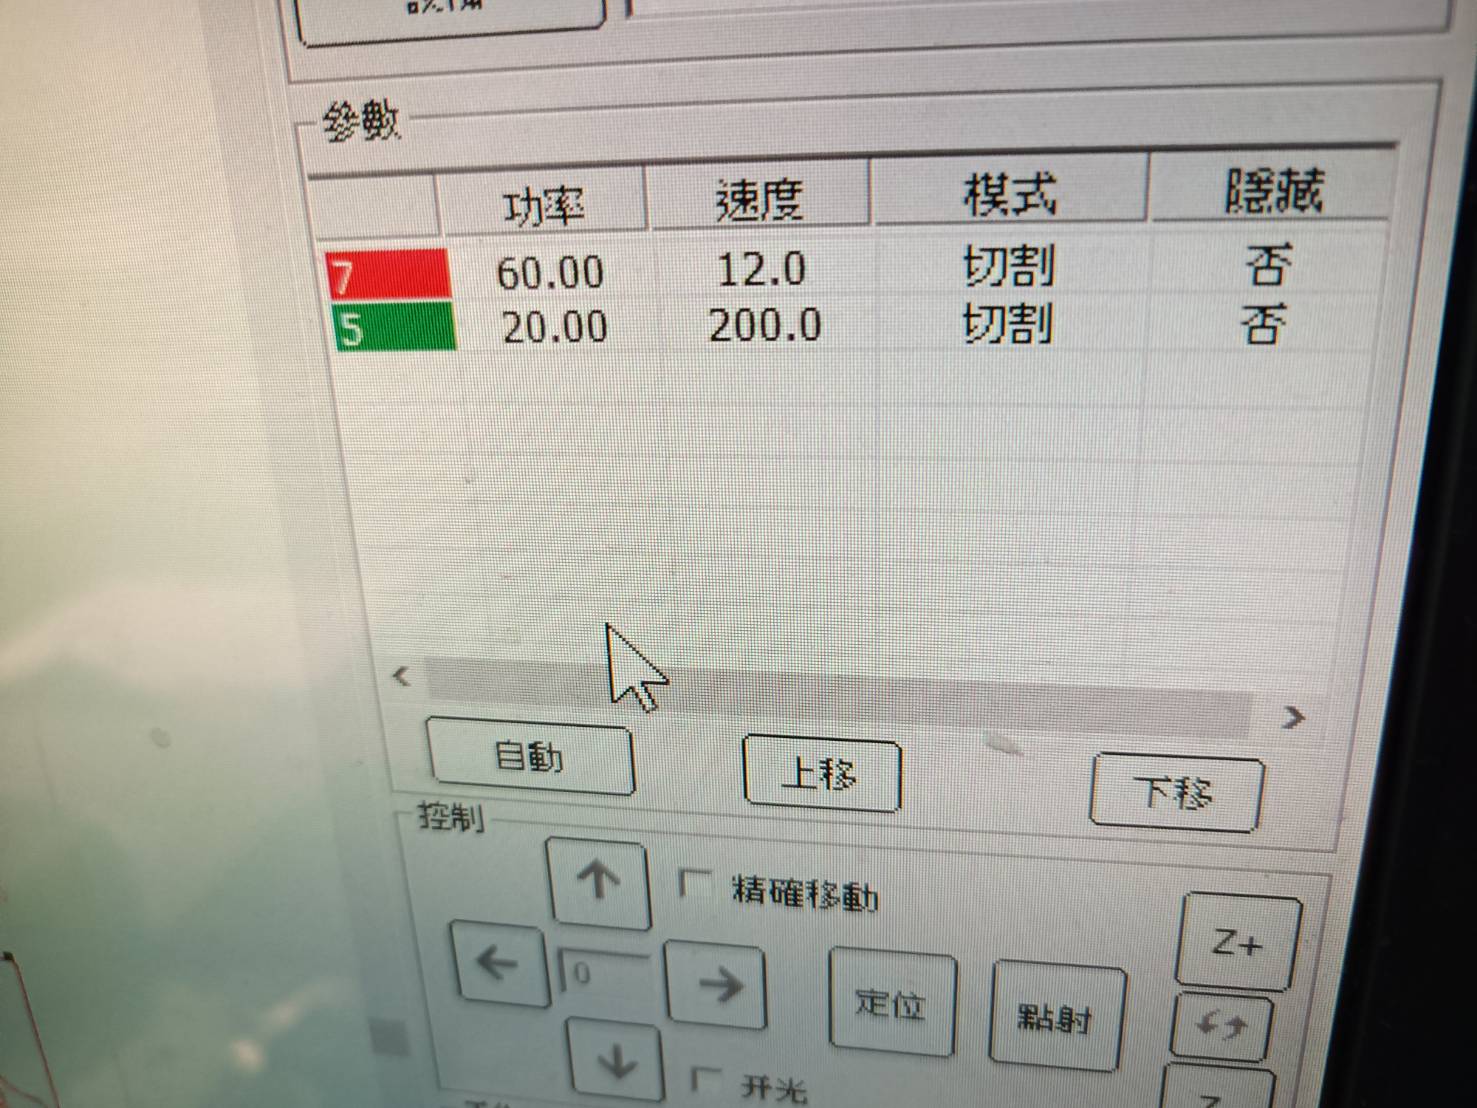 參數
功率 速度 模式 隱藏
7 60.00 12.0 切割 否
5 20.00 200.0 切割 否
自動 上移 下移
控制
精確移動
Z+
0
定位 點射
开光